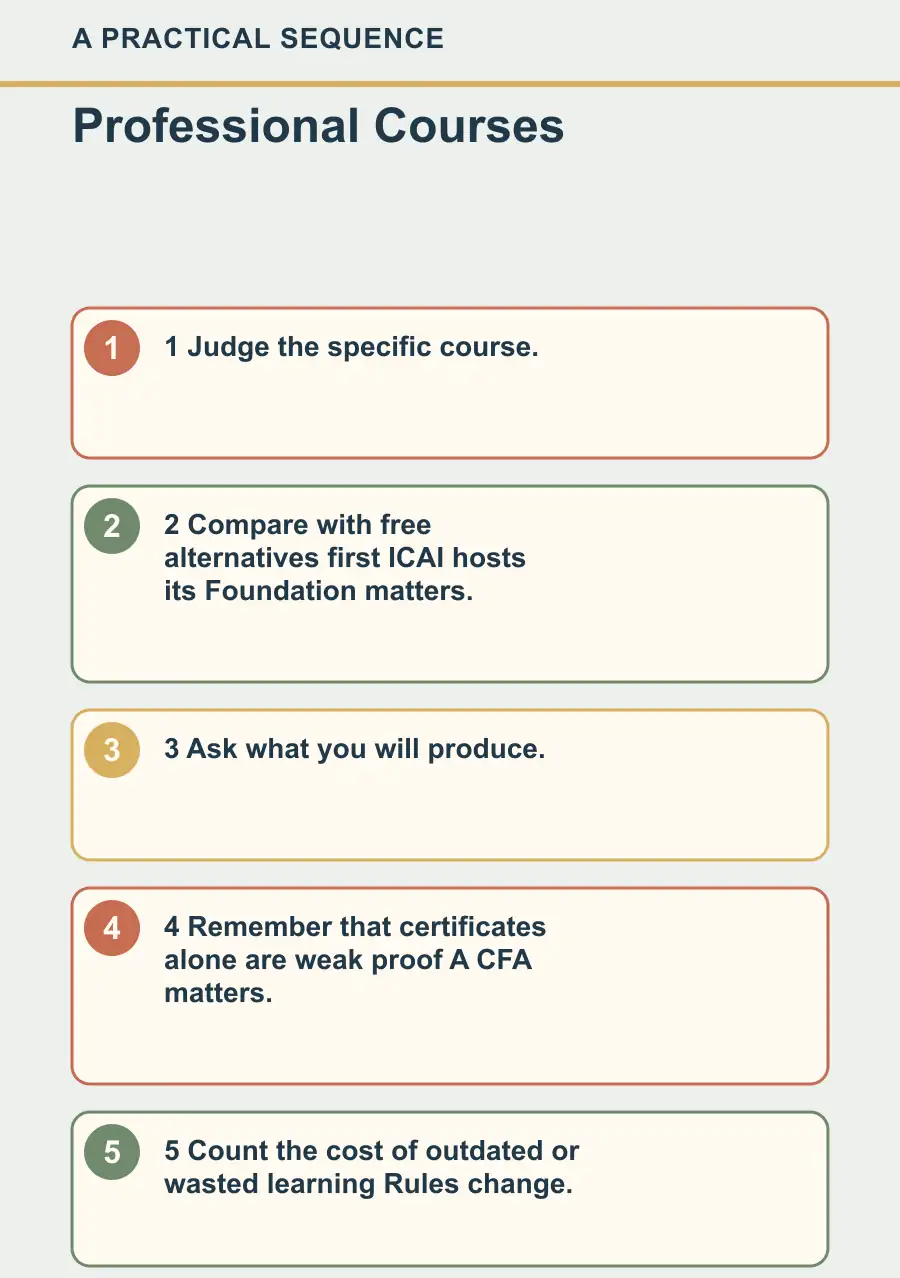 A PRACTICAL SEQUENCE
Professional Courses
1
1 Judge the specific course.
2
2 Compare with free
alternatives first ICAI hosts
its Foundation matters.
3
3 Ask what you will produce.
4
4 Remember that certificates
alone are weak proof A CFA
matters.
5
5 Count the cost of outdated or
wasted learning Rules change.